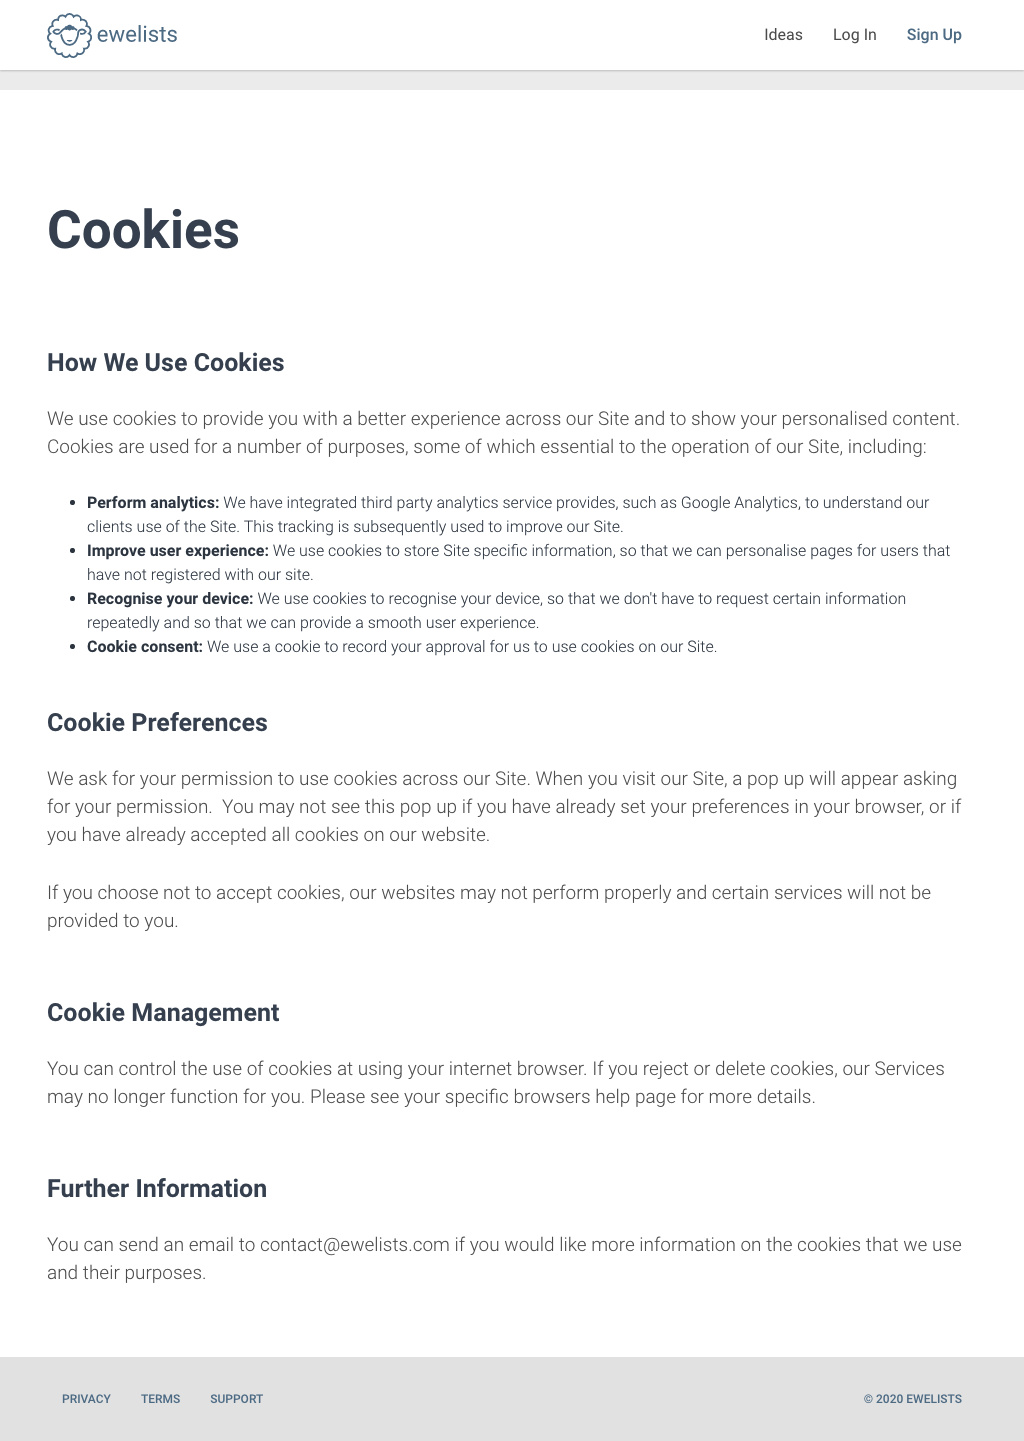 ewelists
Ideas
Log In
Sign Up
Cookies
How We Use Cookies
We use cookies to provide you with a better experience across our Site and to show your personalised content.
Cookies are used for a number of purposes, some of which essential to the operation of our Site, including:
• Perform analytics: We have integrated third party analytics service provides, such as Google Analytics, to understand our
clients use of the Site. This tracking is subsequently used to improve our Site.
• Improve user experience: We use cookies to store Site specific information, so that we can personalise pages for users that
have not registered with our site.
• Recognise your device: We use cookies to recognise your device, so that we don't have to request certain information
repeatedly and so that we can provide a smooth user experience.
• Cookie consent: We use a cookie to record your approval for us to use cookies on our Site.
Cookie Preferences
We ask for your permission to use cookies across our Site. When you visit our Site, a pop up will appear asking
for your permission.  You may not see this pop up if you have already set your preferences in your browser, or if
you have already accepted all cookies on our website.
If you choose not to accept cookies, our websites may not perform properly and certain services will not be
provided to you.
Cookie Management
You can control the use of cookies at using your internet browser. If you reject or delete cookies, our Services
may no longer function for you. Please see your specific browsers help page for more details.
Further Information
You can send an email to contact@ewelists.com if you would like more information on the cookies that we use
and their purposes.
PRIVACY
TERMS
SUPPORT
© 2020 EWELISTS